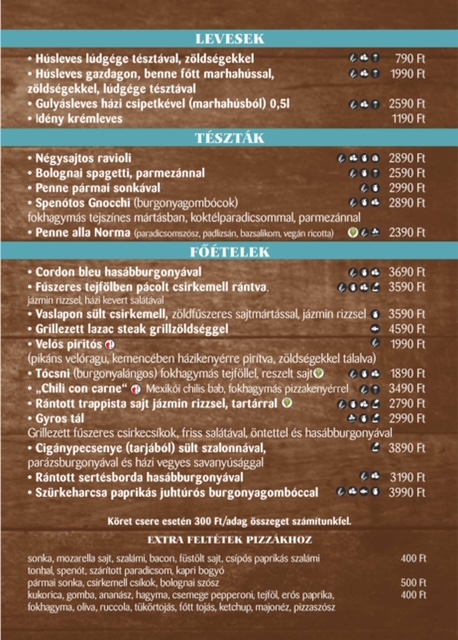 LEVESEK
• Húsleves lúdgége tésztával, zöldségekkel 790 Ft
• Húsleves gazdagon, benne főtt marhahússal, 1990 Ft
zöldségekkel, lúdgége tésztával
• Gulyásleves házi csipetkével (marhahúsból) 0,5l 2590 Ft
• Idény krémleves 1190 Ft
TÉSZTÁK
• Négysajtos ravioli 2890 Ft
• Bolognai spagetti, parmezánnal 2590 Ft
• Penne pármai sonkával 2990 Ft
• Spenótos Gnocchi (burgonyagombócok) 2890 Ft
fokhagymás tejszínes mártásban, koktélparadicsommal, parmezánnal
• Penne alla Norma (paradicsomszósz, padlizsán, bazsalikom, vegán ricotta) 2390 Ft
FŐÉTELEK
• Cordon bleu hasábburgonyával 3690 Ft
• Fűszeres tejfölben pácolt csirkemell rántva, 3590 Ft
jázmin rizzsel, házi kevert salátával
• Vaslapon sült csirkemell, zöldfűszeres sajtmártással, jázmin rizzsel 3590 Ft
• Grillezett lazac steak grillzöldséggel 4590 Ft
• Velős pirítós 1990 Ft
(pikáns velőragu, kemencében házikenyérre pirítva, zöldségekkel tálalva)
• Tócsni (burgonyalángos) fokhagymás tejföllel, reszelt sajt 1890 Ft
• „Chili con carne“ Mexikói chilis bab, fokhagymás pizzakenyérrel 3490 Ft
• Rántott trappista sajt jázmin rizzsel, tartárral 2790 Ft
• Gyros tál 2990 Ft
Grillezett fűszeres csirkecsíkok, friss salátával, öntettel és hasábburgonyával
• Cigánypecsenye (tarjából) sült szalonnával, 3890 Ft
parázsburgonyával és házi vegyes savanyúsággal
• Rántott sertésborda hasábburgonyával 3190 Ft
• Szürkeharcsa paprikás juhtúrós burgonyagombóccal 3990 Ft
Köret csere esetén 300 Ft/adag összeget számítunkfel.
EXTRA FELTÉTEK PIZZÁKHOZ
sonka, mozarella sajt, szalámi, bacon, füstölt sajt, csípős paprikás szalámi 400 Ft
tonhal, spenót, szárított paradicsom, kapri bogyó
pármai sonka, csirkemell csíkok, bolognai szósz 500 Ft
kukorica, gomba, ananász, hagyma, csemege pepperoni, tejföl, erős paprika, 400 Ft
fokhagyma, oliva, ruccola, tükörtojás, főtt tojás, ketchup, majonéz, pizzaszósz